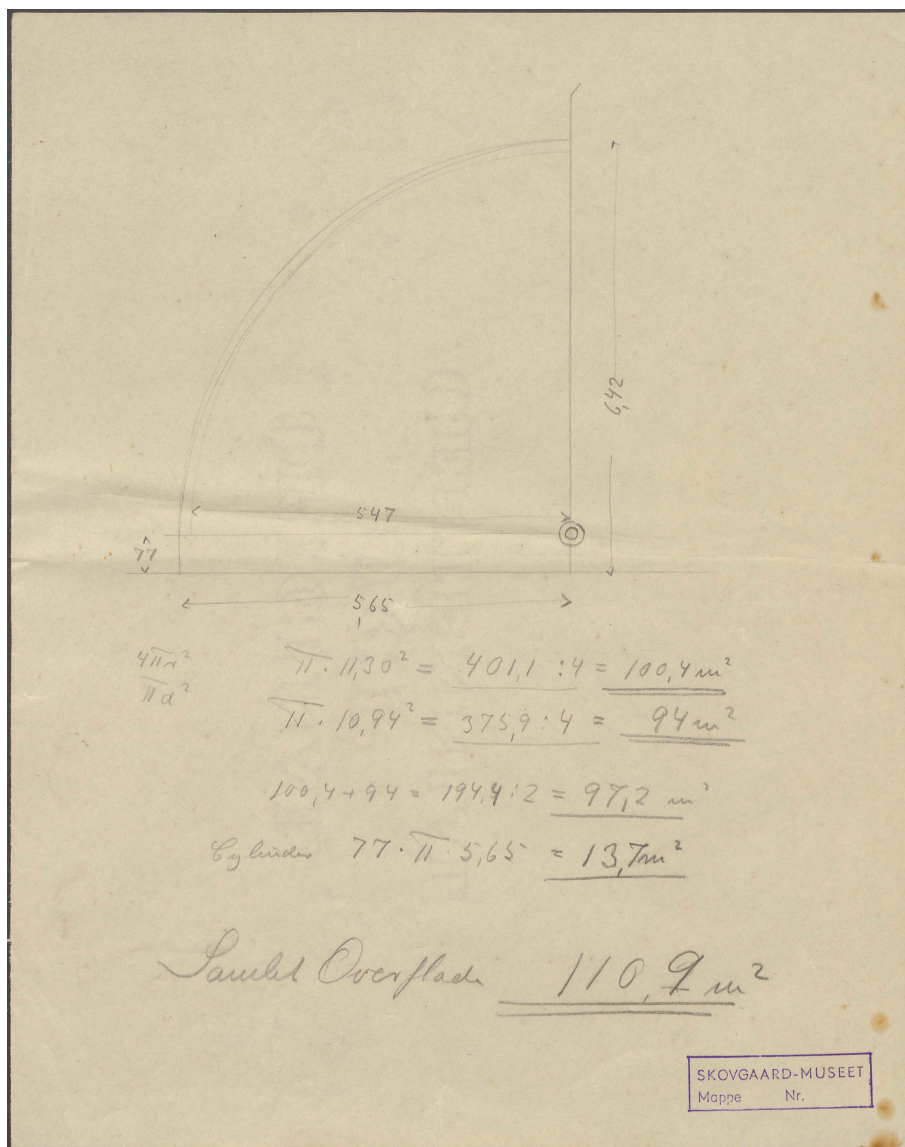 6,42
547
77
5,65
4πr²
πd²
π · 11,30² = 401,1 : 4 = 100,4 m²
π · 10,94² = 375,9 : 4 = 94 m²
100,4 + 94 = 194,4 : 2 = 97,2 m²
Cylinder 77 · π · 5,65 = 13,7 m²
Samlet Overflade 110,9 m²
SKOVGAARD-MUSEET
Mappe Nr.